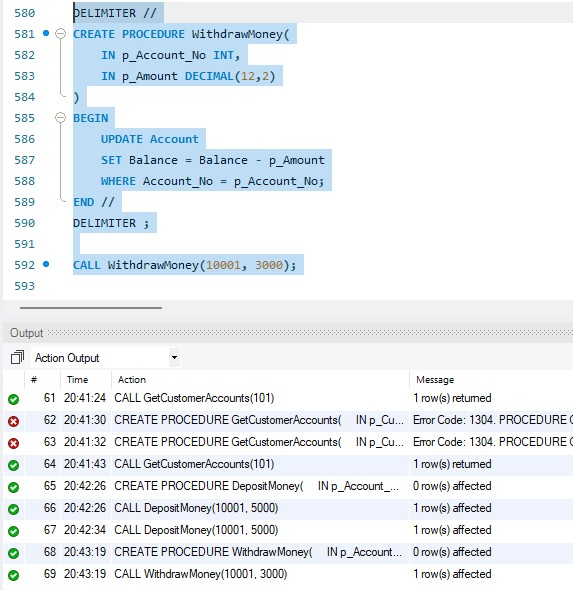 580 DELIMITER //
581 CREATE PROCEDURE WithdrawMoney(
582 IN p_Account_No INT,
583 IN p_Amount DECIMAL(12,2)
584 )
585 BEGIN
586 UPDATE Account
587 SET Balance = Balance - p_Amount
588 WHERE Account_No = p_Account_No;
589 END //
590 DELIMITER ;
591
592 CALL WithdrawMoney(10001, 3000);
593
Output
Action Output
# Time Action Message
61 20:41:24 CALL GetCustomerAccounts(101) 1 row(s) returned
62 20:41:30 CREATE PROCEDURE GetCustomerAccounts( IN p_Cu... Error Code: 1304. PROCEDURE
63 20:41:32 CREATE PROCEDURE GetCustomerAccounts( IN p_Cu... Error Code: 1304. PROCEDURE
64 20:41:43 CALL GetCustomerAccounts(101) 1 row(s) returned
65 20:42:26 CREATE PROCEDURE DepositMoney( IN p_Account_... 0 row(s) affected
66 20:42:26 CALL DepositMoney(10001, 5000) 1 row(s) affected
67 20:42:34 CALL DepositMoney(10001, 5000) 1 row(s) affected
68 20:43:19 CREATE PROCEDURE WithdrawMoney( IN p_Account... 0 row(s) affected
69 20:43:19 CALL WithdrawMoney(10001, 3000) 1 row(s) affected